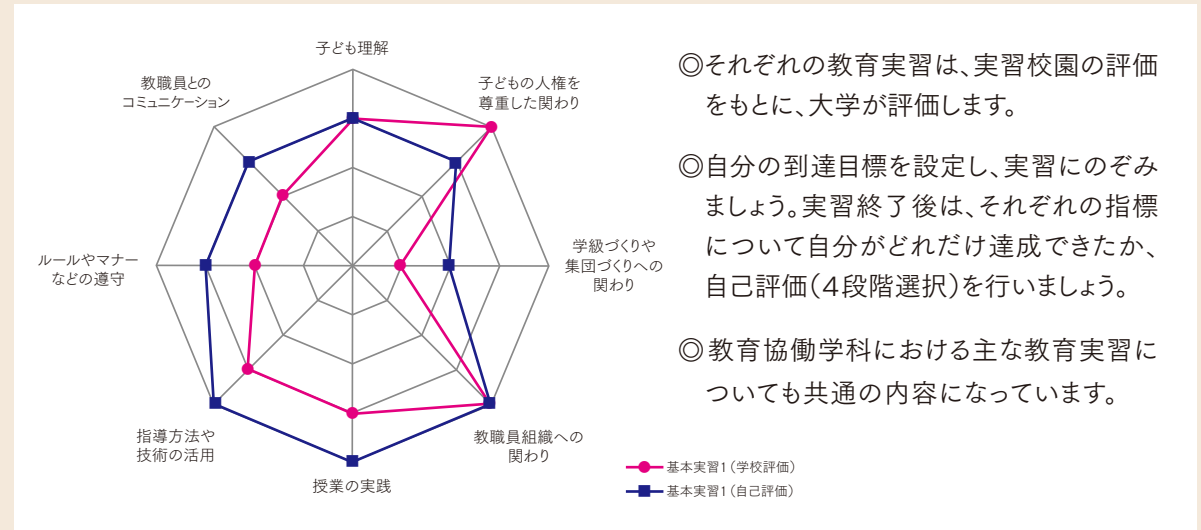 子ども理解
子どもの人権を
尊重した関わり
学級づくりや
集団づくりへの
関わり
教職員組織への
関わり
授業の実践
指導方法や
技術の活用
ルールやマナー
などの遵守
教職員との
コミュニケーション
基本実習1(学校評価)
基本実習1(自己評価)
◎それぞれの教育実習は、実習校園の評価
をもとに、大学が評価します。
◎自分の到達目標を設定し、実習にのぞみ
ましょう。実習終了後は、それぞれの指標
について自分がどれだけ達成できたか、
自己評価(4段階選択)を行いましょう。
◎教育協働学科における主な教育実習に
ついても共通の内容になっています。